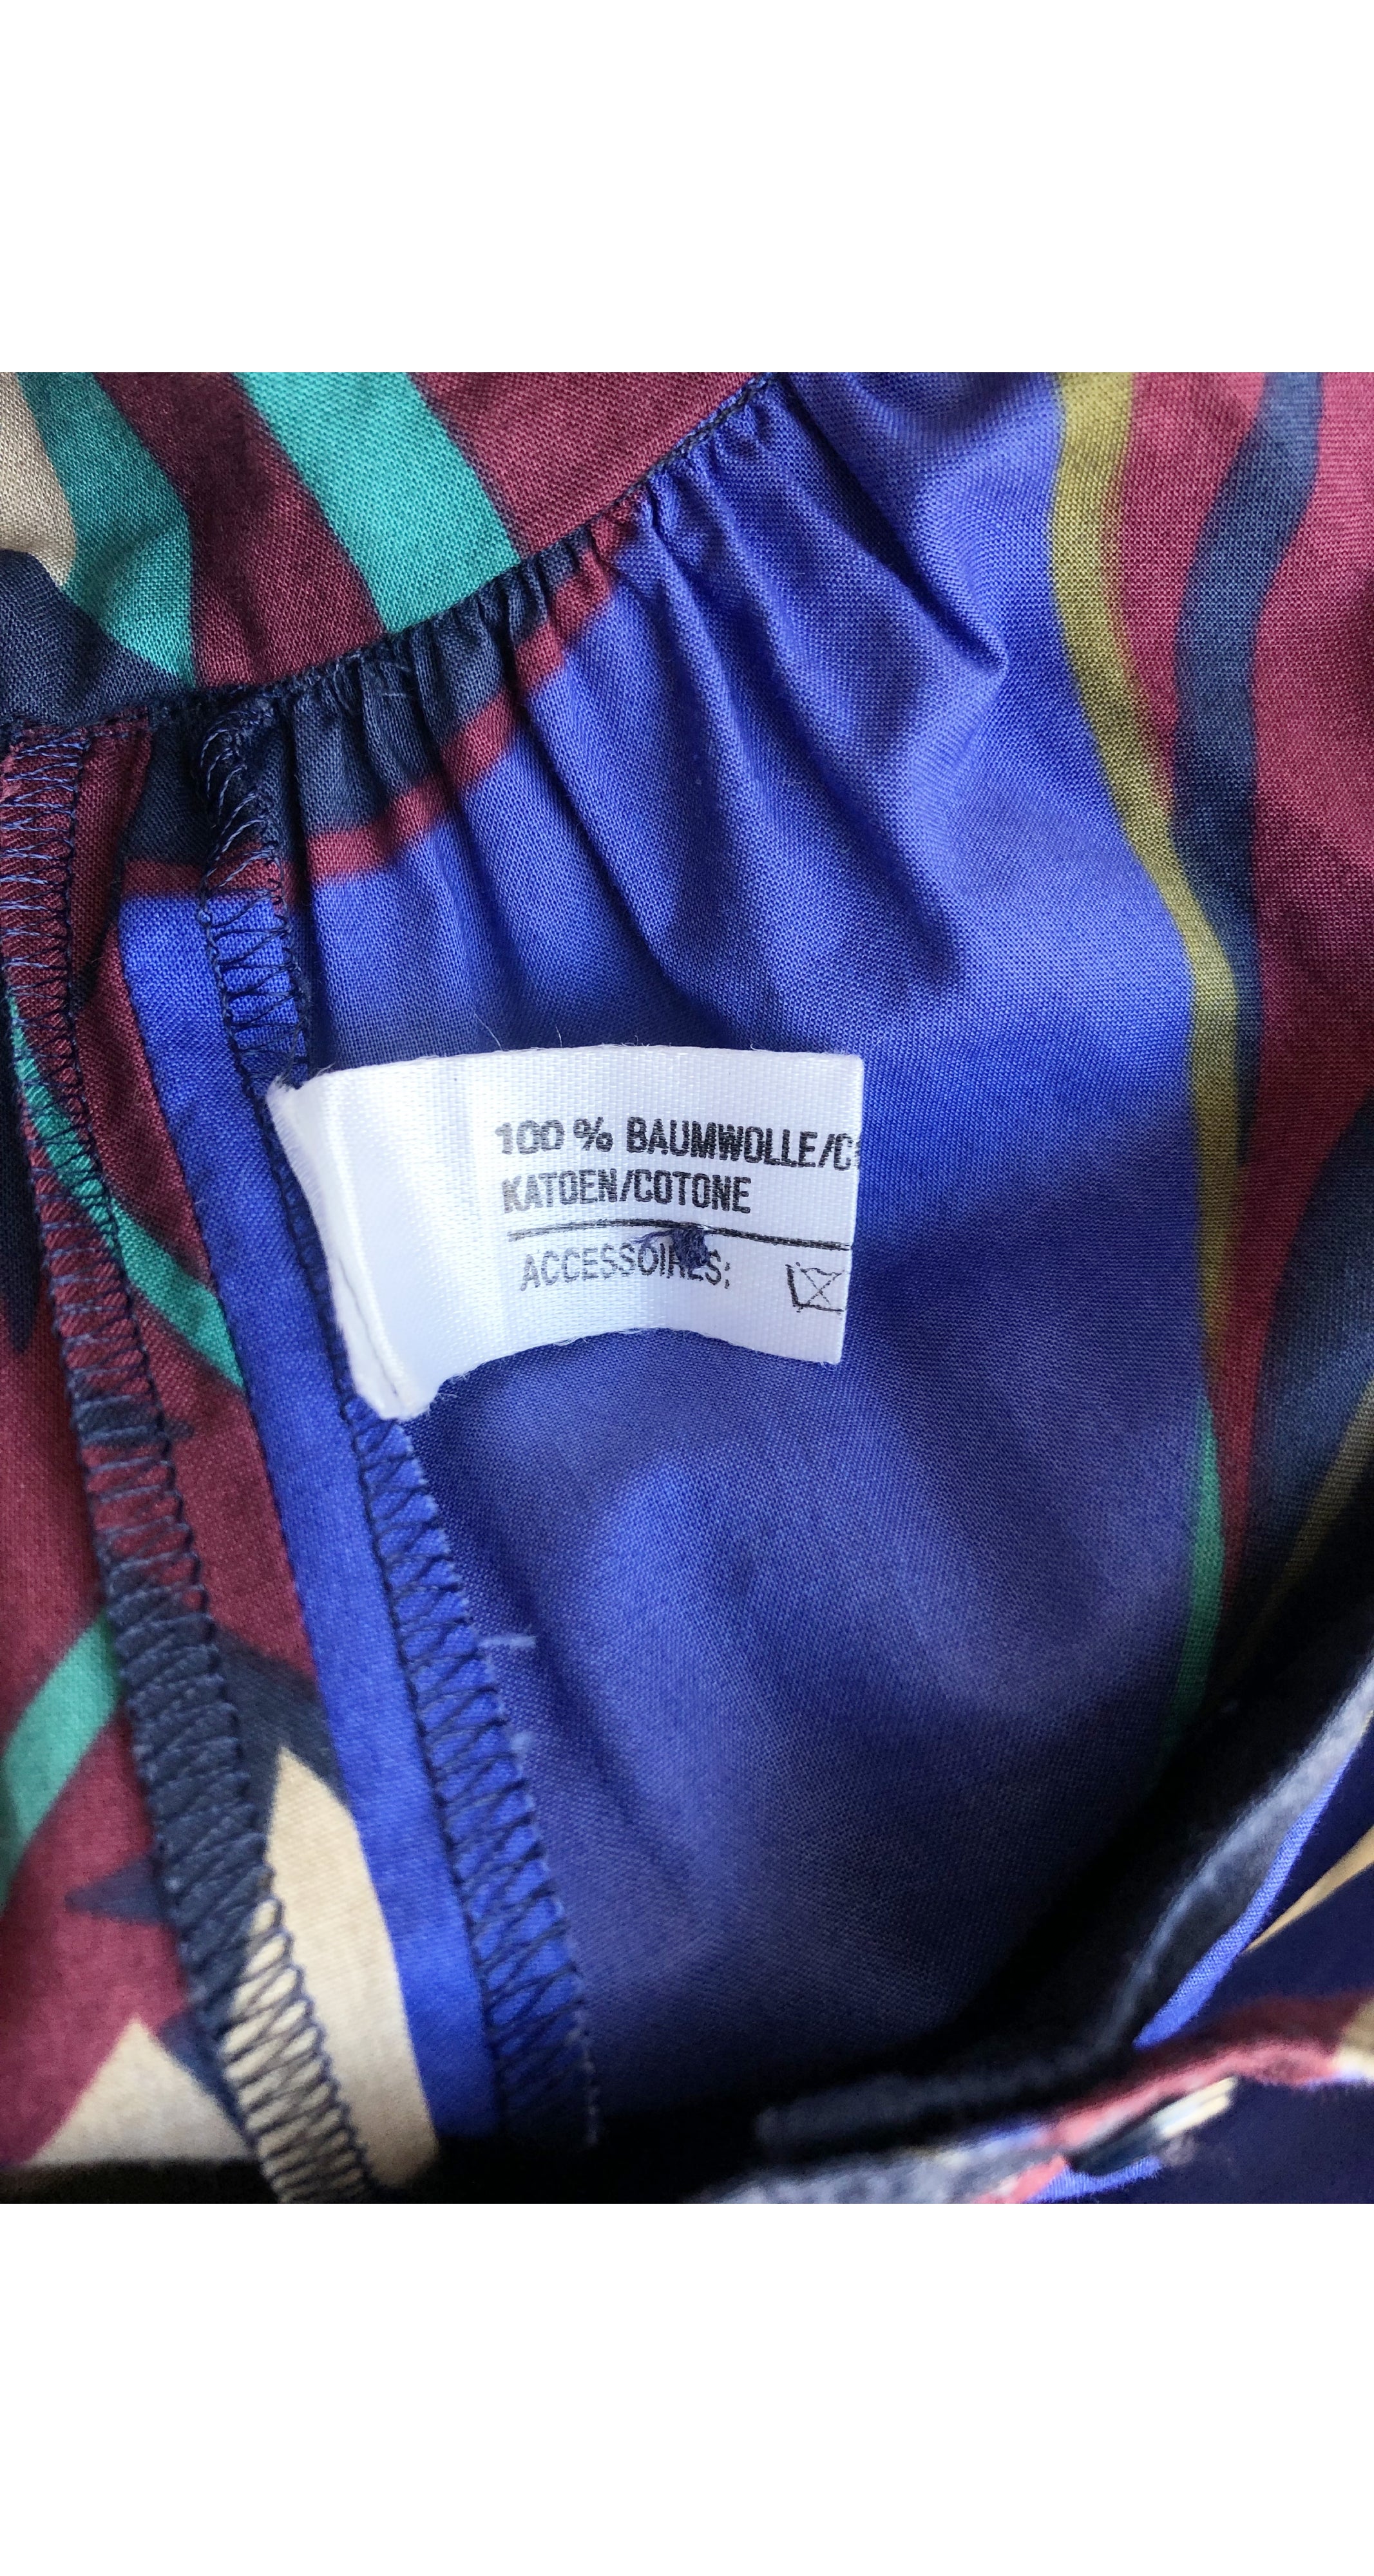 100 % BAUMWOLLE/C
KATOEN/COTONE
ACCESSOIRES: